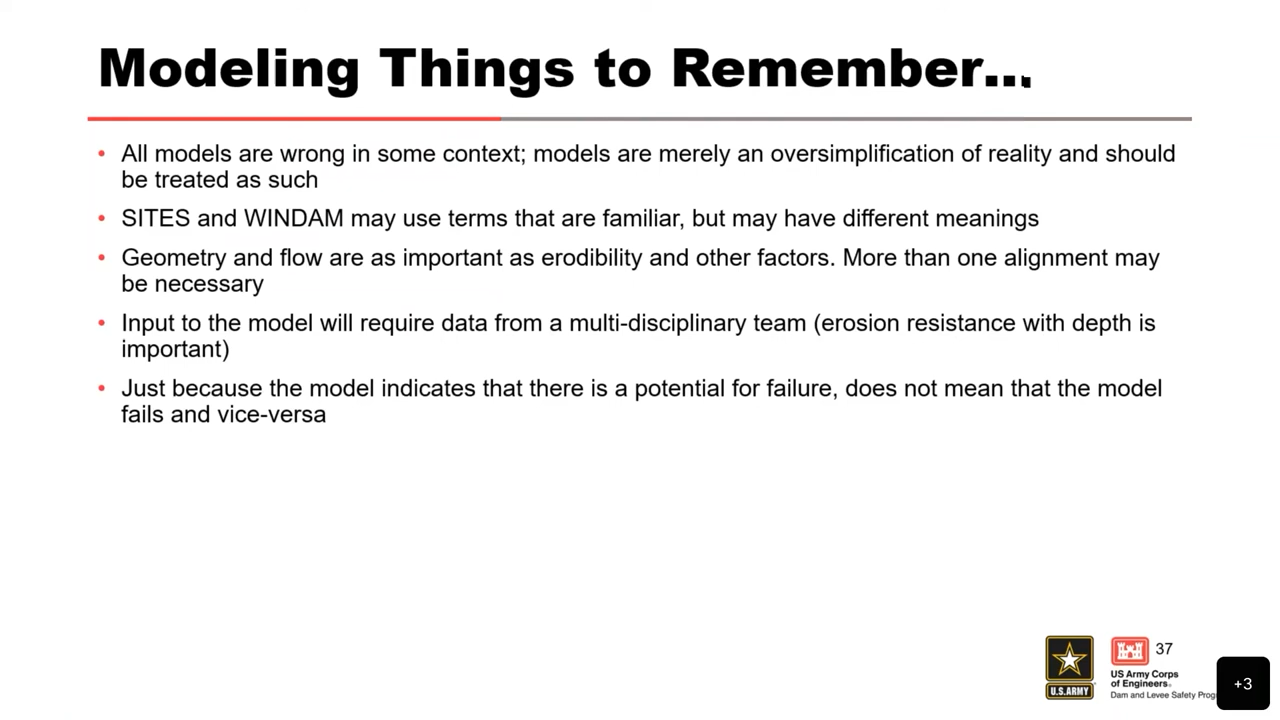 Modeling Things to Remember...
• All models are wrong in some context; models are merely an oversimplification of reality and should
be treated as such
• SITES and WINDAM may use terms that are familiar, but may have different meanings
• Geometry and flow are as important as erodibility and other factors. More than one alignment may
be necessary
• Input to the model will require data from a multi-disciplinary team (erosion resistance with depth is
important)
• Just because the model indicates that there is a potential for failure, does not mean that the model
fails and vice-versa
37
U.S.ARMY
US Army Corps
of Engineers®
Dam and Levee Safety
+3